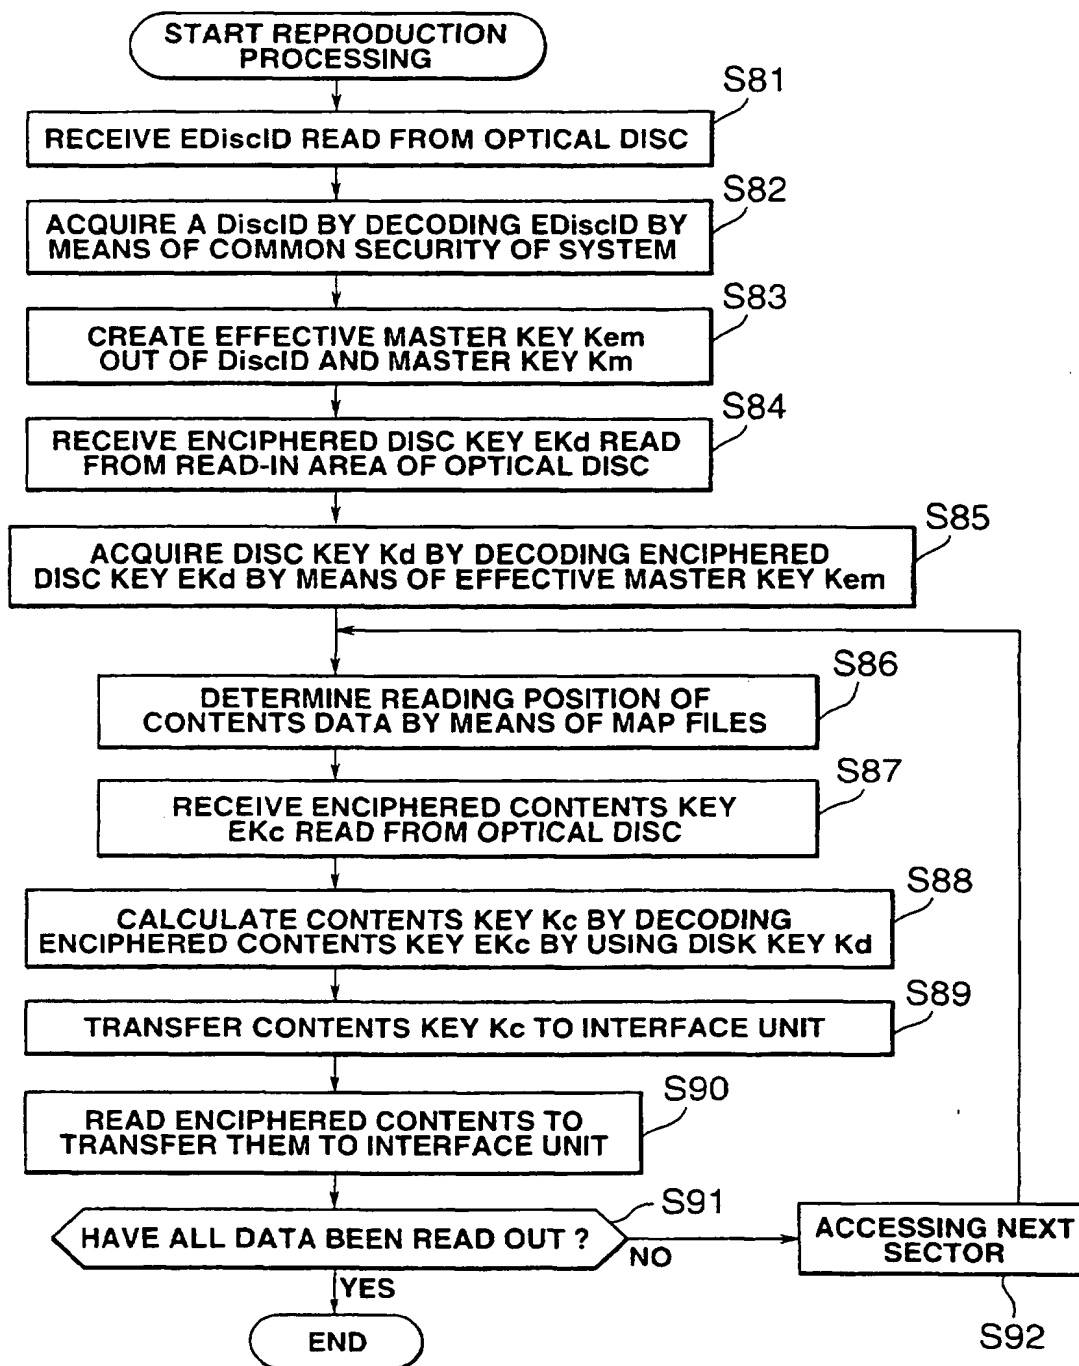 START REPRODUCTION
PROCESSING
S81
RECEIVE EDiscID READ FROM OPTICAL DISC
S82
ACQUIRE A DiscID BY DECODING EDiscID BY
MEANS OF COMMON SECURITY OF SYSTEM
S83
CREATE EFFECTIVE MASTER KEY Kem
OUT OF DiscID AND MASTER KEY Km
S84
RECEIVE ENCIPHERED DISC KEY EKd READ
FROM READ-IN AREA OF OPTICAL DISC
S85
ACQUIRE DISC KEY Kd BY DECODING ENCIPHERED
DISC KEY EKd BY MEANS OF EFFECTIVE MASTER KEY Kem
S86
DETERMINE READING POSITION OF
CONTENTS DATA BY MEANS OF MAP FILES
S87
RECEIVE ENCIPHERED CONTENTS KEY
EKc READ FROM OPTICAL DISC
S88
CALCULATE CONTENTS KEY Kc BY DECODING
ENCIPHERED CONTENTS KEY EKc BY USING DISK KEY Kd
S89
TRANSFER CONTENTS KEY Kc TO INTERFACE UNIT
S90
READ ENCIPHERED CONTENTS TO
TRANSFER THEM TO INTERFACE UNIT
S91
HAVE ALL DATA BEEN READ OUT ?
NO
ACCESSING NEXT
SECTOR
S92
YES
END